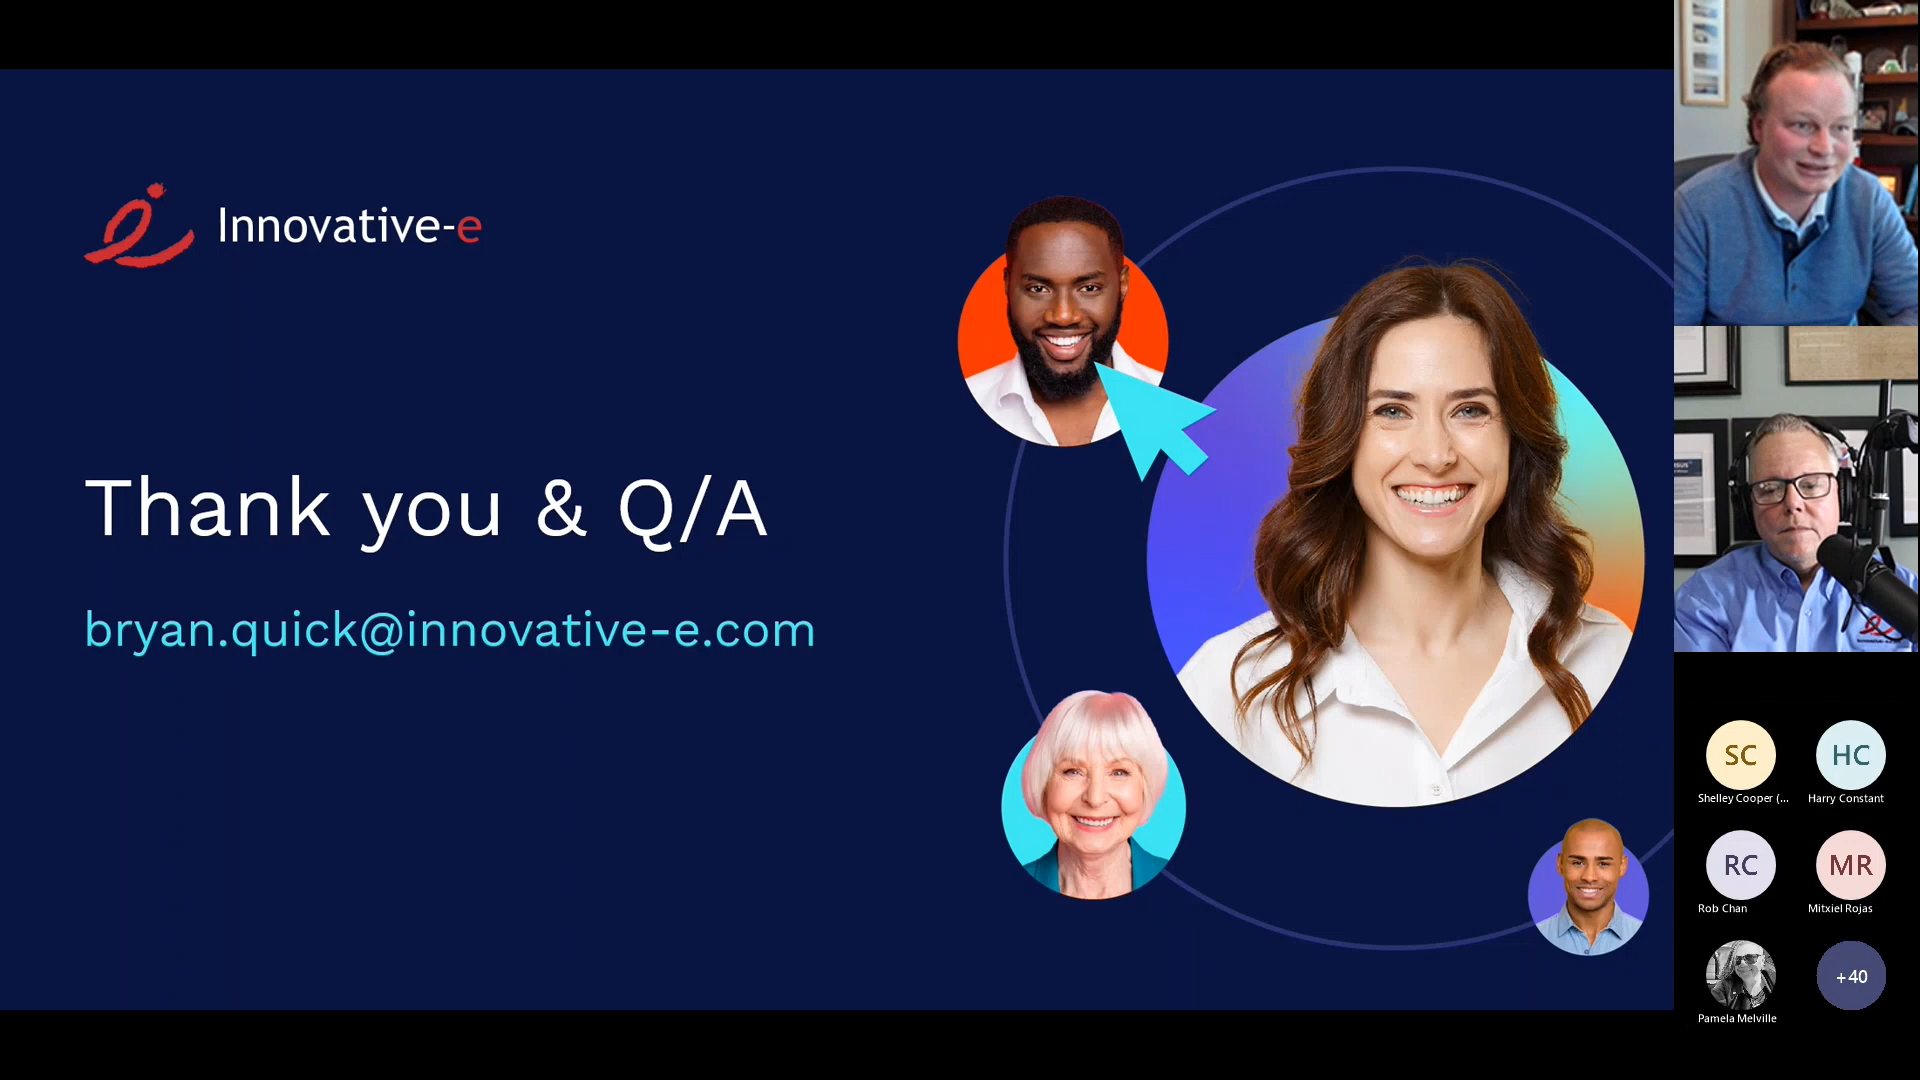 Innovative-e
Thank you & Q/A
bryan.quick@innovative-e.com
SC
HC
Shelley Cooper (...
Harry Constant
RC
MR
Rob Chan
Mitxiel Rojas
+40
Pamela Melville